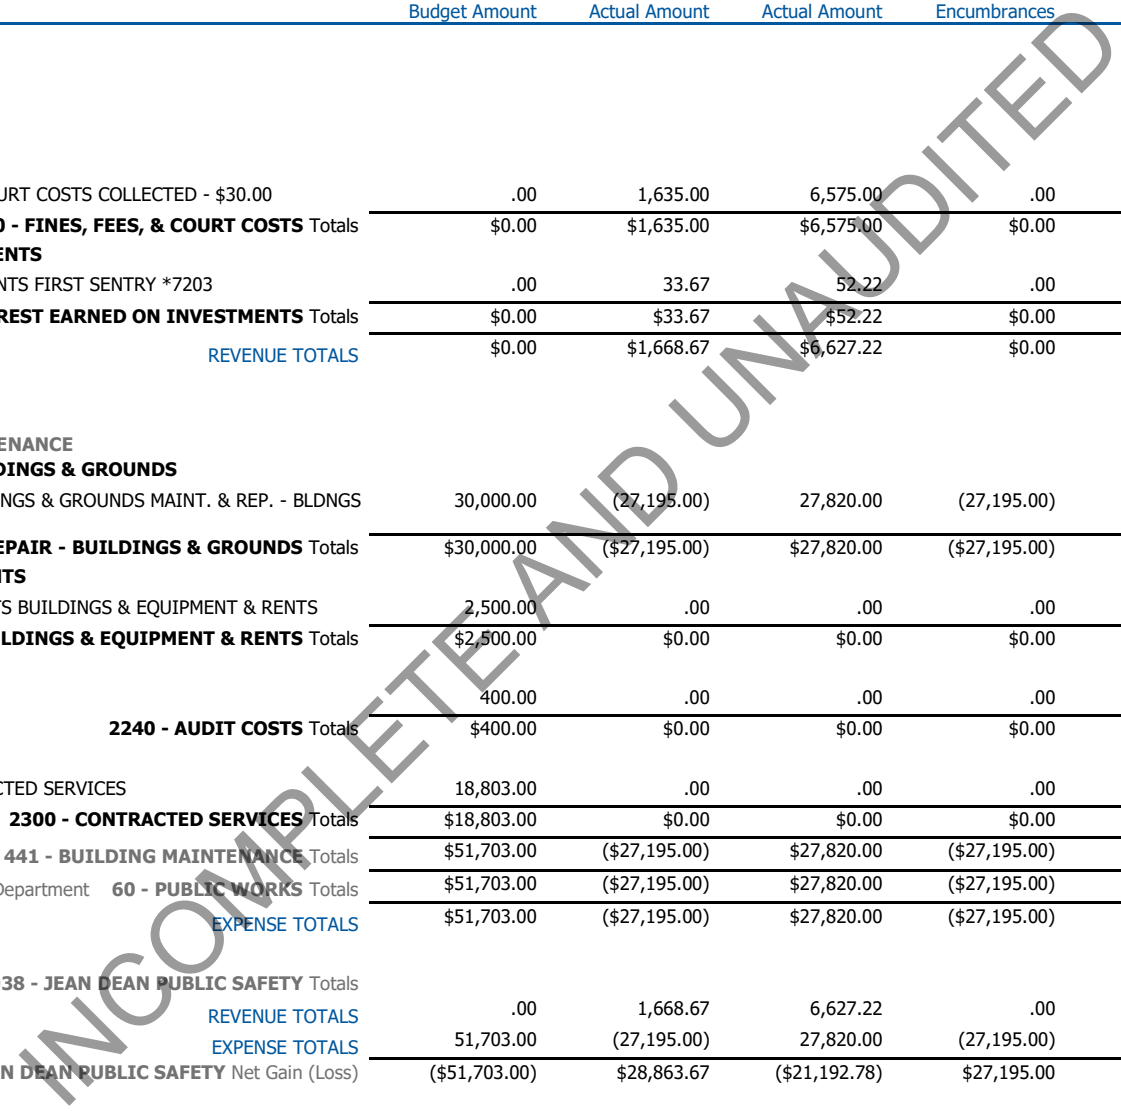 Budget Amount Actual Amount Actual Amount Encumbrances
URT COSTS COLLECTED - $30.00 .00 1,635.00 6,575.00 .00
0 - FINES, FEES, & COURT COSTS Totals $0.00 $1,635.00 $6,575.00 $0.00
ENTS
NTS FIRST SENTRY *7203 .00 33.67 52.22 .00
REST EARNED ON INVESTMENTS Totals $0.00 $33.67 $52.22 $0.00
REVENUE TOTALS $0.00 $1,668.67 $6,627.22 $0.00
ENANCE
DINGS & GROUNDS
NGS & GROUNDS MAINT. & REP. - BLDNGS 30,000.00 (27,195.00) 27,820.00 (27,195.00)
EPAIR - BUILDINGS & GROUNDS Totals $30,000.00 ($27,195.00) $27,820.00 ($27,195.00)
NTS
TS BUILDINGS & EQUIPMENT & RENTS 2,500.00 .00 .00 .00
LDINGS & EQUIPMENT & RENTS Totals $2,500.00 $0.00 $0.00 $0.00
400.00 .00 .00 .00
2240 - AUDIT COSTS Totals $400.00 $0.00 $0.00 $0.00
CTED SERVICES 18,803.00 .00 .00 .00
2300 - CONTRACTED SERVICES Totals $18,803.00 $0.00 $0.00 $0.00
441 - BUILDING MAINTENANCE Totals $51,703.00 ($27,195.00) $27,820.00 ($27,195.00)
Department 60 - PUBLIC WORKS Totals $51,703.00 ($27,195.00) $27,820.00 ($27,195.00)
EXPENSE TOTALS $51,703.00 ($27,195.00) $27,820.00 ($27,195.00)
38 - JEAN DEAN PUBLIC SAFETY Totals
REVENUE TOTALS .00 1,668.67 6,627.22 .00
EXPENSE TOTALS 51,703.00 (27,195.00) 27,820.00 (27,195.00)
N DEAN PUBLIC SAFETY Net Gain (Loss) ($51,703.00) $28,863.67 ($21,192.78) $27,195.00
INCOMPLETE AND UNAUDITED